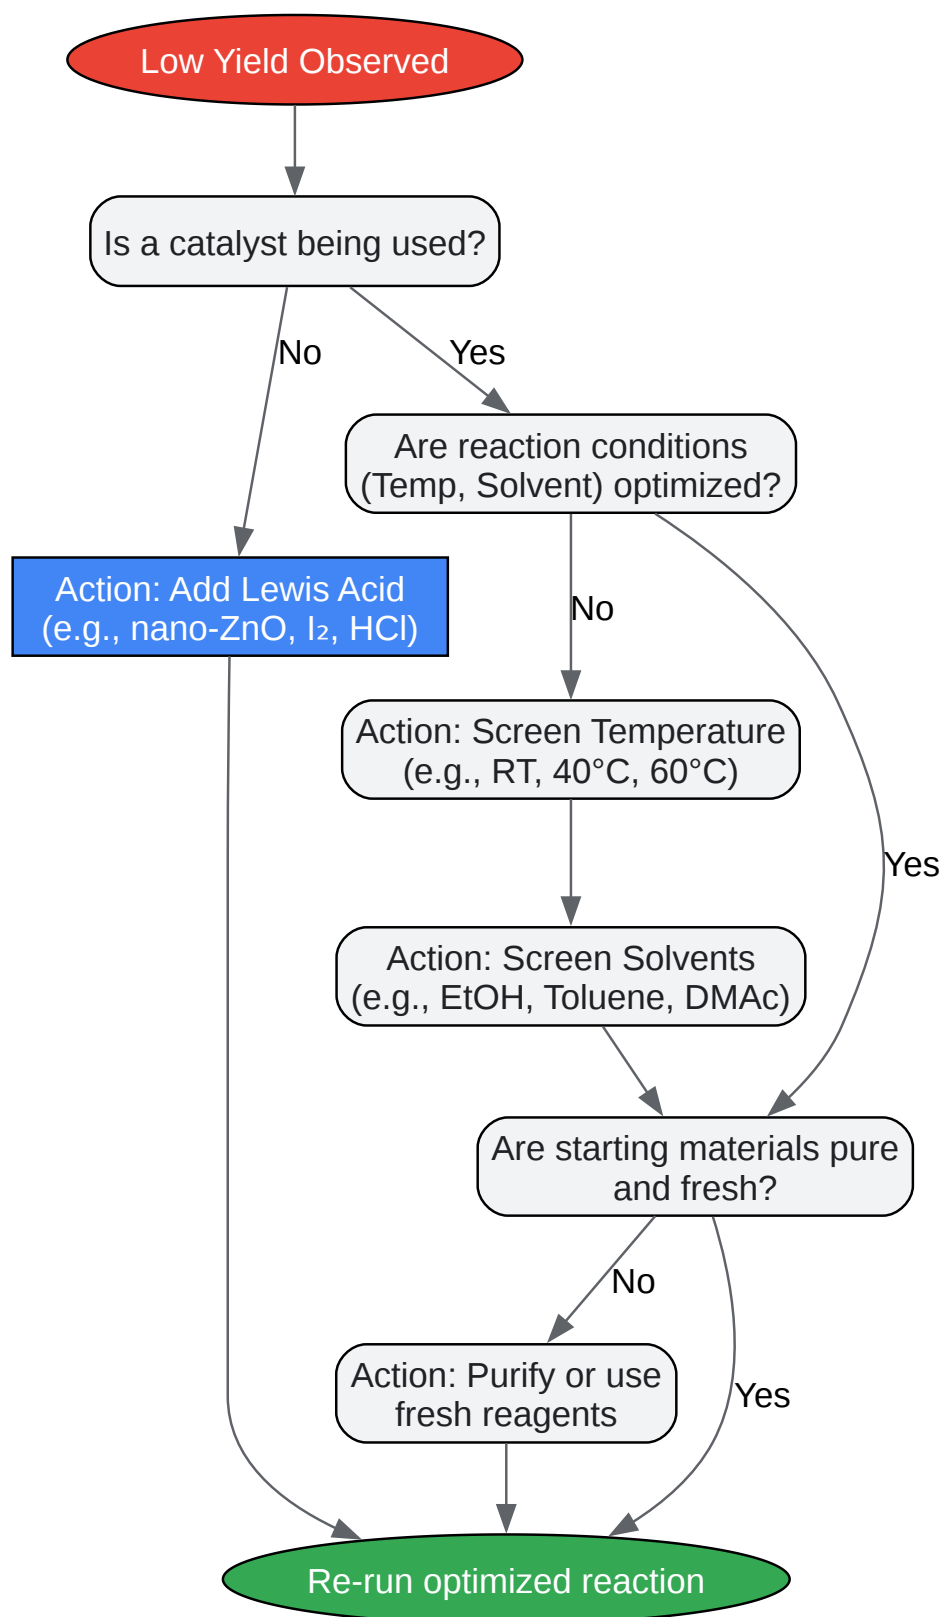 Low Yield Observed
Is a catalyst being used?
No
Yes
Are reaction conditions
(Temp, Solvent) optimized?
Action: Add Lewis Acid
(e.g., nano-ZnO, I₂, HCl)
No
Action: Screen Temperature
(e.g., RT, 40°C, 60°C)
Yes
Action: Screen Solvents
(e.g., EtOH, Toluene, DMAc)
Are starting materials pure
and fresh?
No
Action: Purify or use
fresh reagents
Yes
Re-run optimized reaction